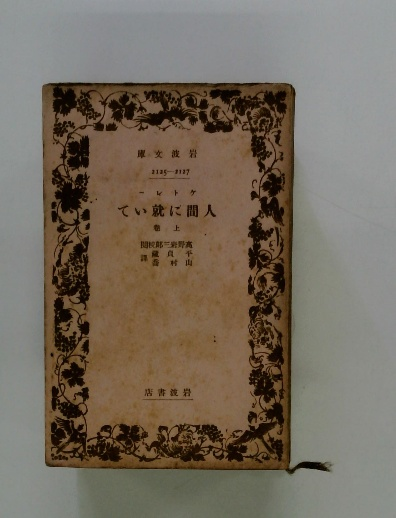 岩波文庫
2125—2127
ケトレー
人間に就いて
上卷
高野岩三郎校閲
平貞藏
山村喬
譯
岩波書店